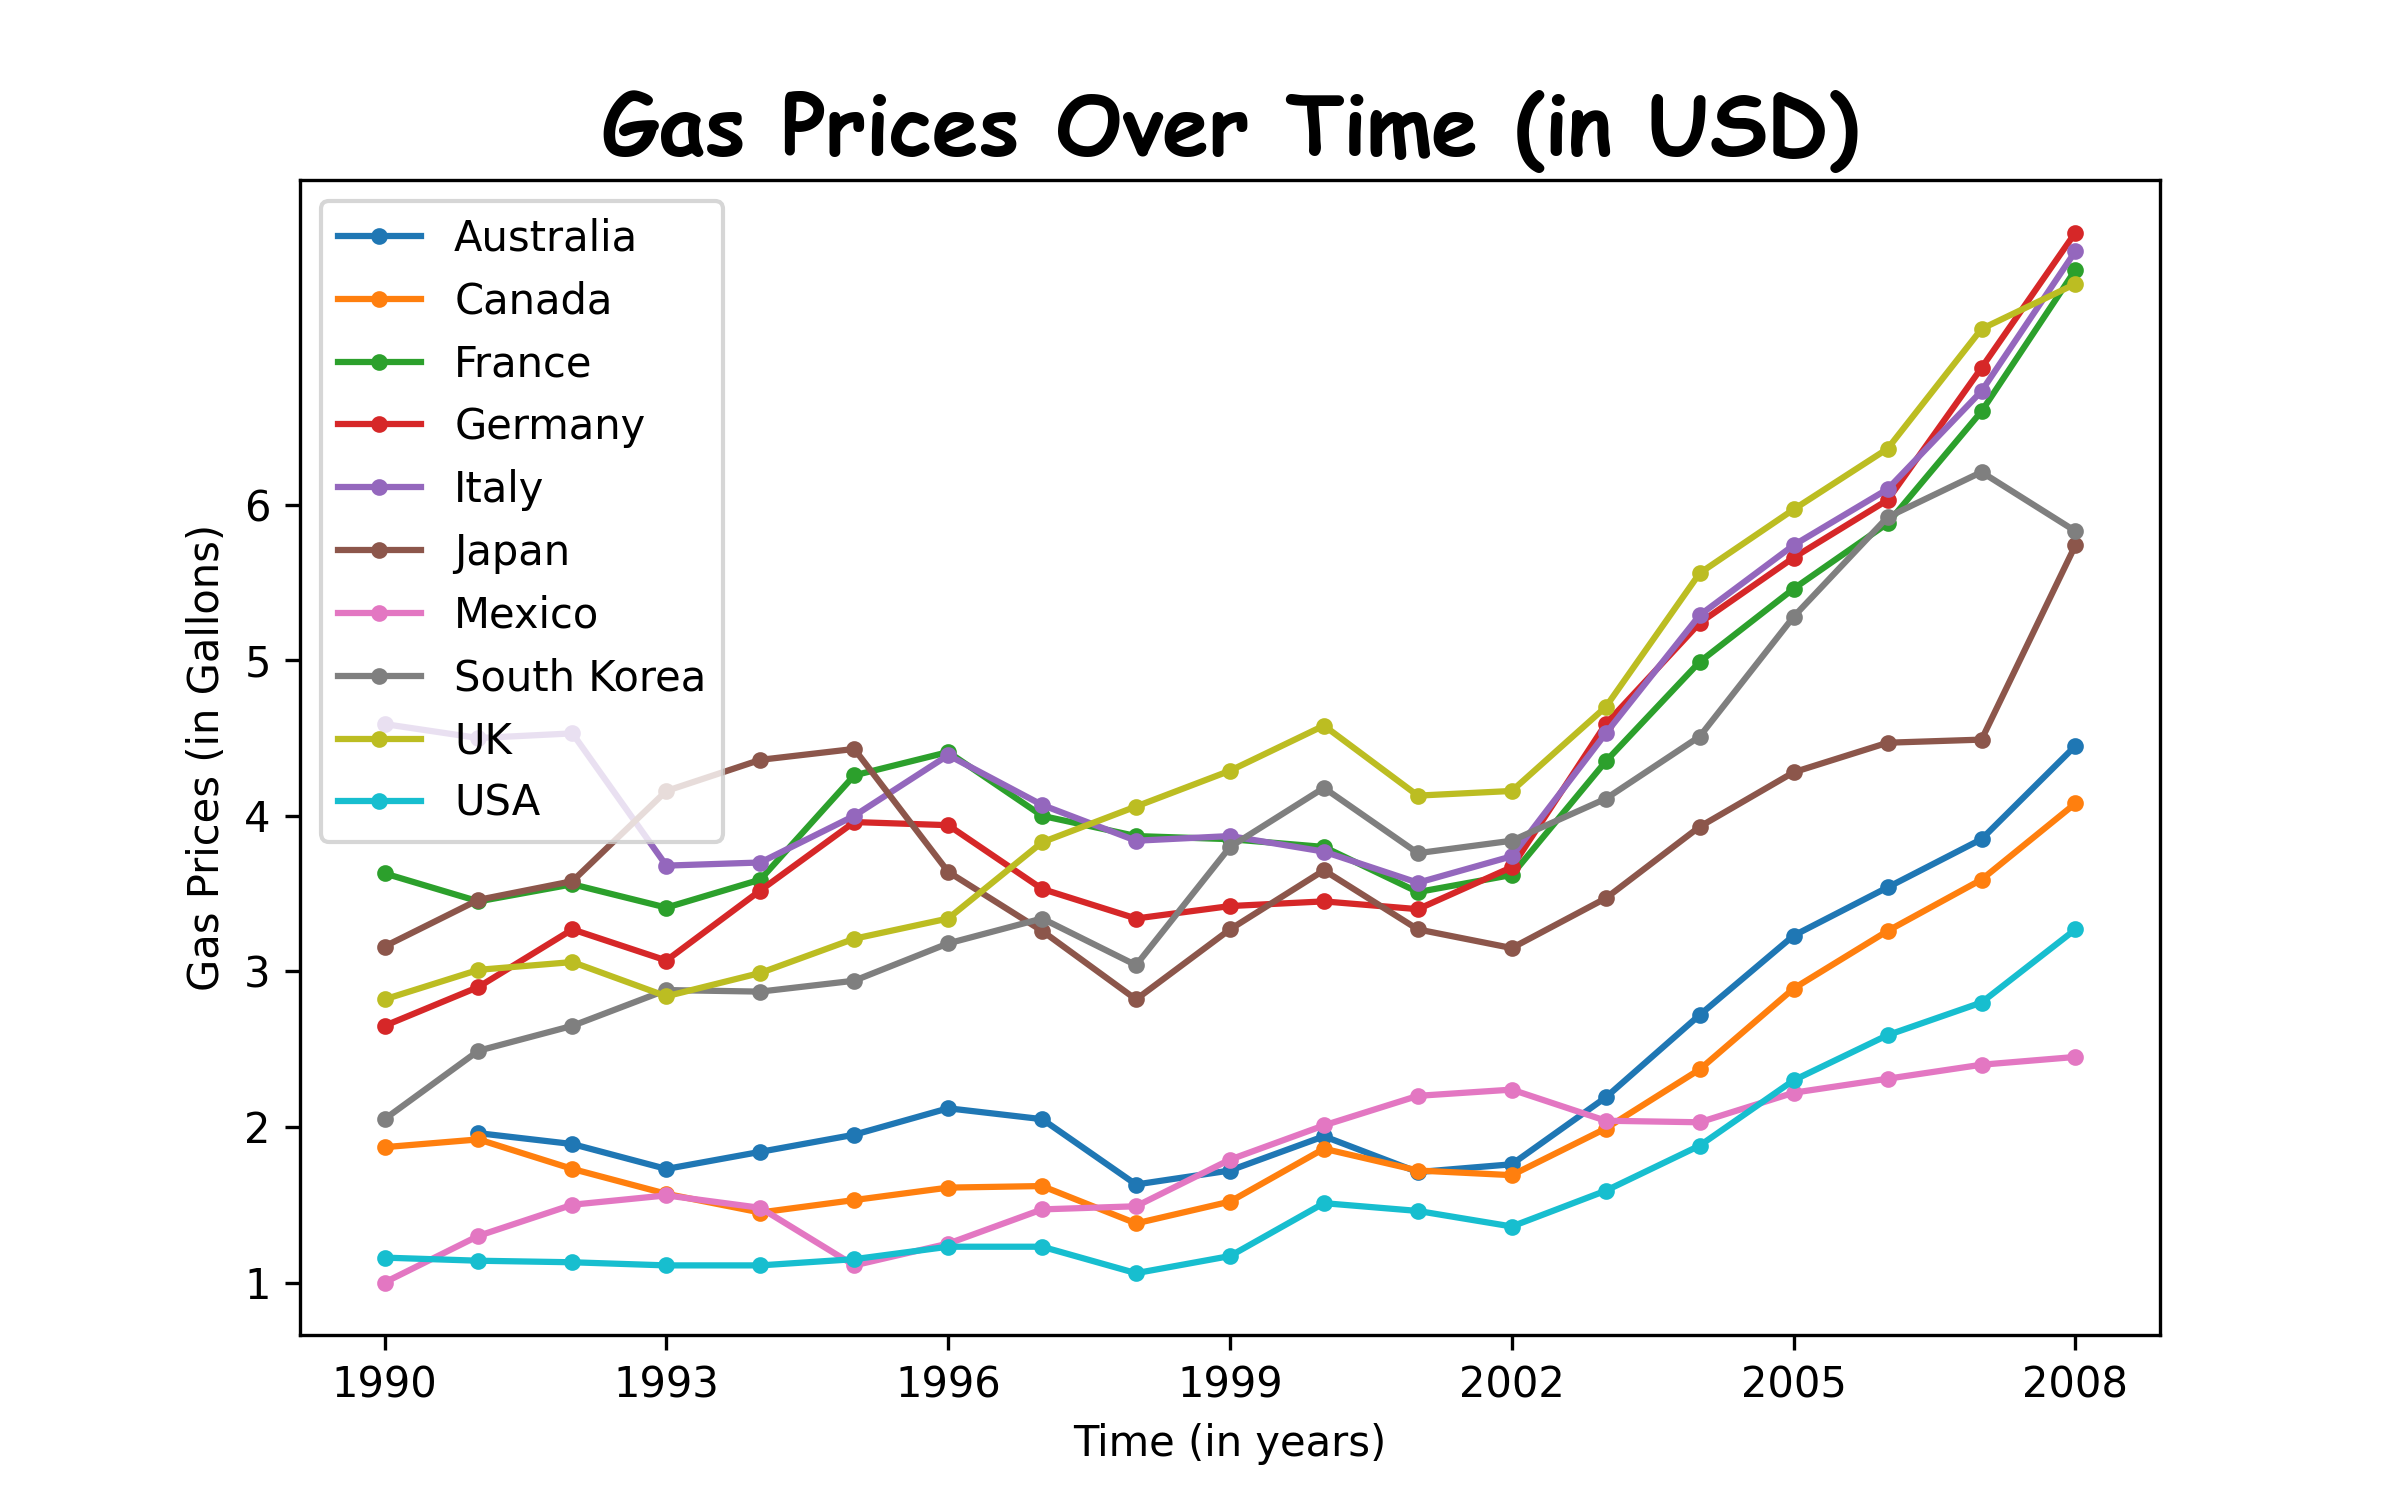 Gas Prices Over Time (in USD)
Australia
Canada
France
Germany
Italy
Japan
Mexico
South Korea
UK
USA
Gas Prices (in Gallons)
6
5
4
3
2
1
1990 1993 1996 1999 2002 2005 2008
Time (in years)